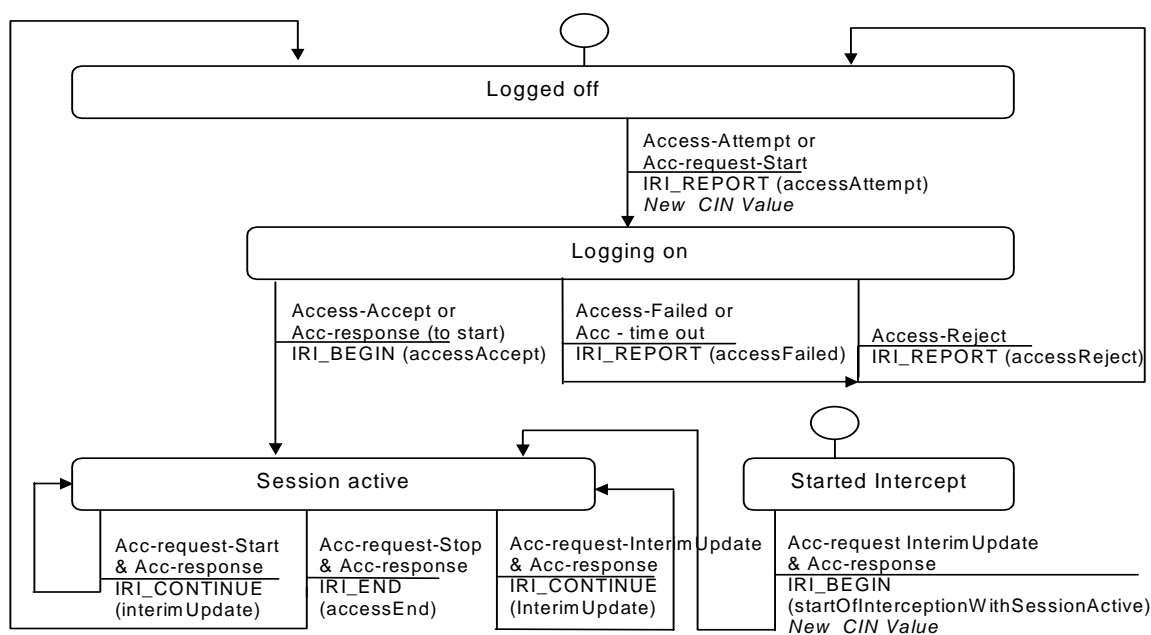 Logged off
Access-Attempt or
Acc-request-Start
IRI_REPORT (accessAttempt)
New CIN Value
Logging on
Access-Accept or
Acc-response (to start)
IRI_BEGIN (accessAccept)
Access-Failed or
Acc - time out
IRI_REPORT (accessFailed)
Access-Reject
IRI_REPORT (accessReject)
Session active
Started Intercept
Acc-request-Start
& Acc-response
IRI_CONTINUE
(interimUpdate)
Acc-request-Stop
& Acc-response
IRI_END
(accessEnd)
Acc-request-InterimUpdate
& Acc-response
IRI_CONTINUE
(InterimUpdate)
Acc-request InterimUpdate
& Acc-response
IRI_BEGIN
(startOfInterceptionWithSessionActive)
New CIN Value